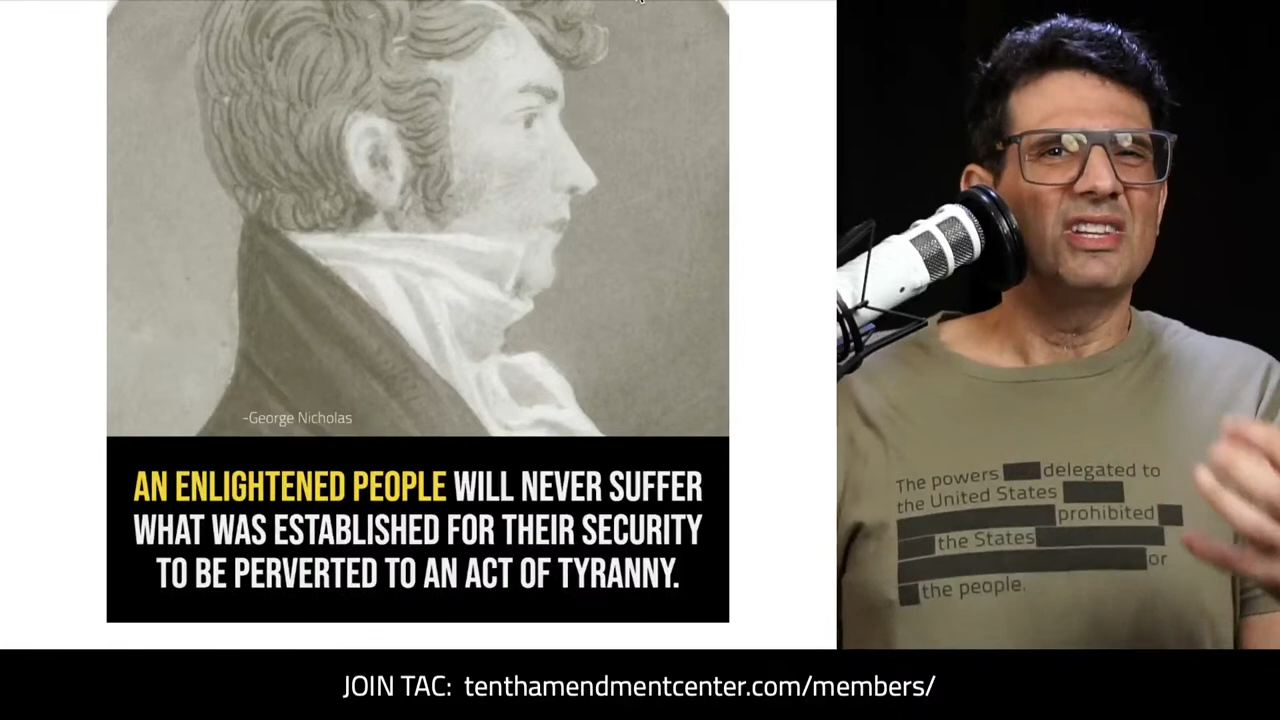 -George Nicholas
AN ENLIGHTENED PEOPLE WILL NEVER SUFFER
WHAT WAS ESTABLISHED FOR THEIR SECURITY
TO BE PERVERTED TO AN ACT OF TYRANNY.
The powers delegated to
the United States
prohibited
the States
or
the people.
JOIN TAC: tenthamendmentcenter.com/members/